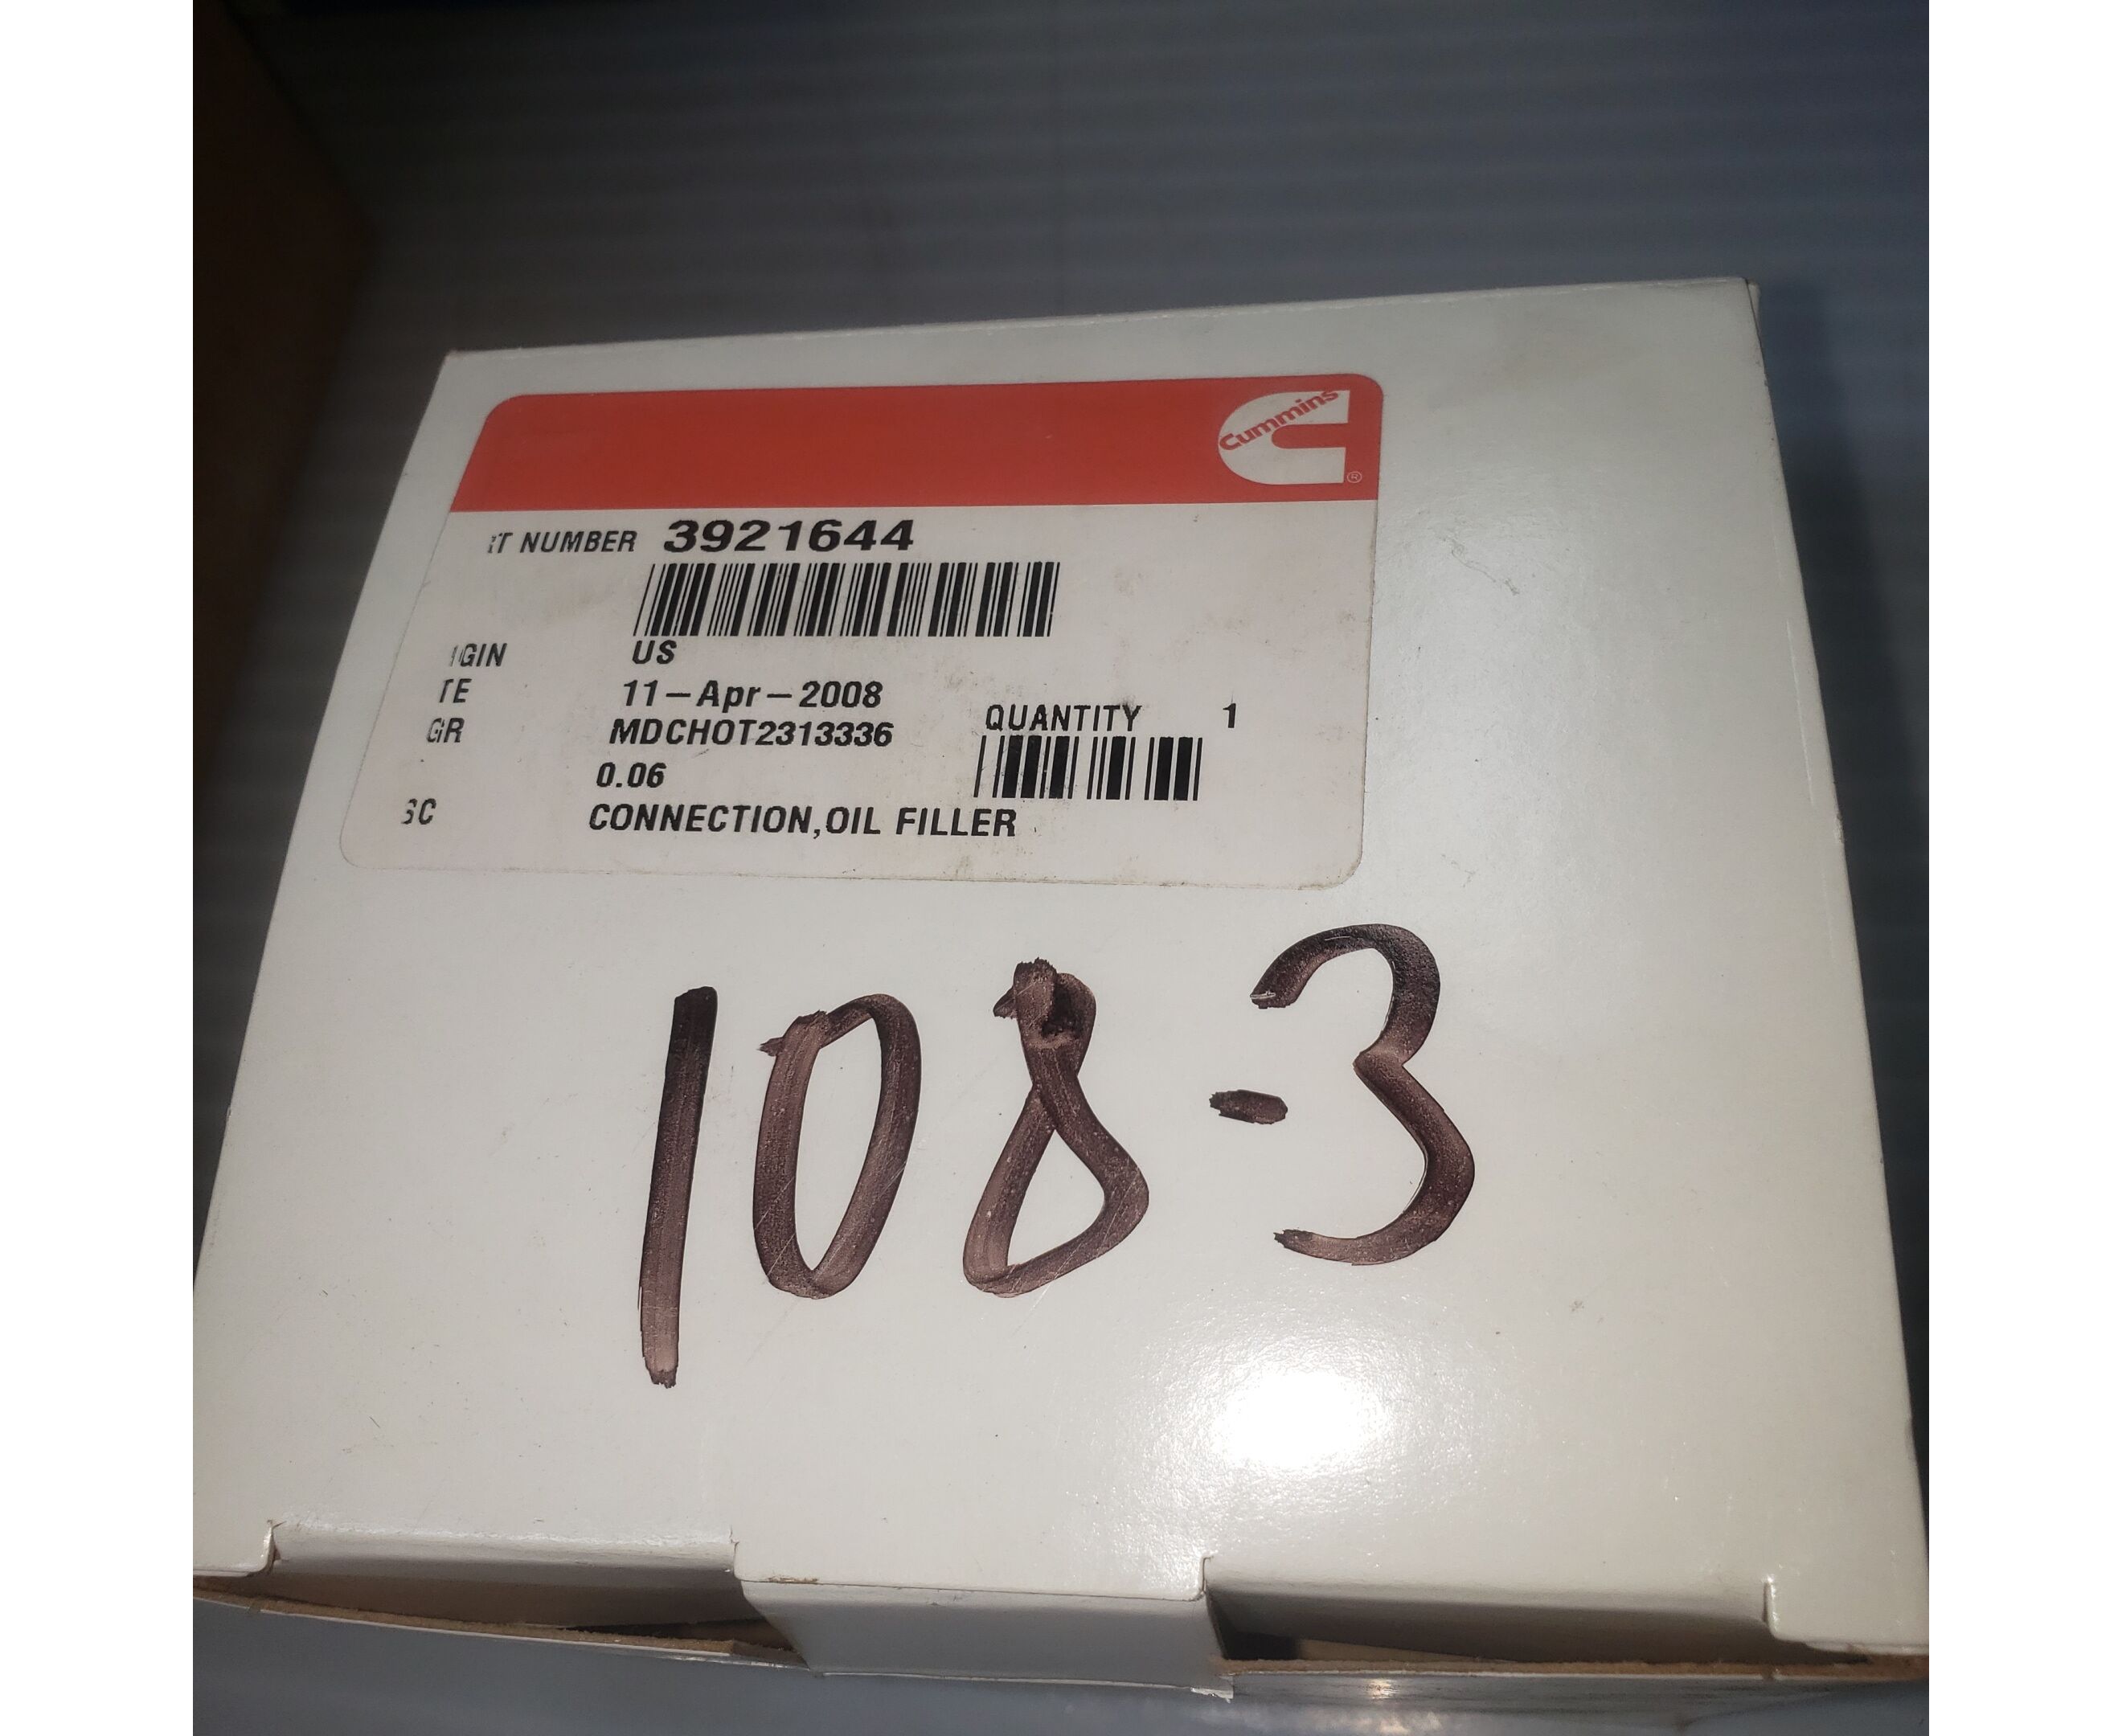 Cummins
®
T NUMBER 3921644
IGIN US
TE 11-Apr-2008
GR MDCHOT2313336
QUANTITY 1
0.06
SC CONNECTION,OIL FILLER
108-3